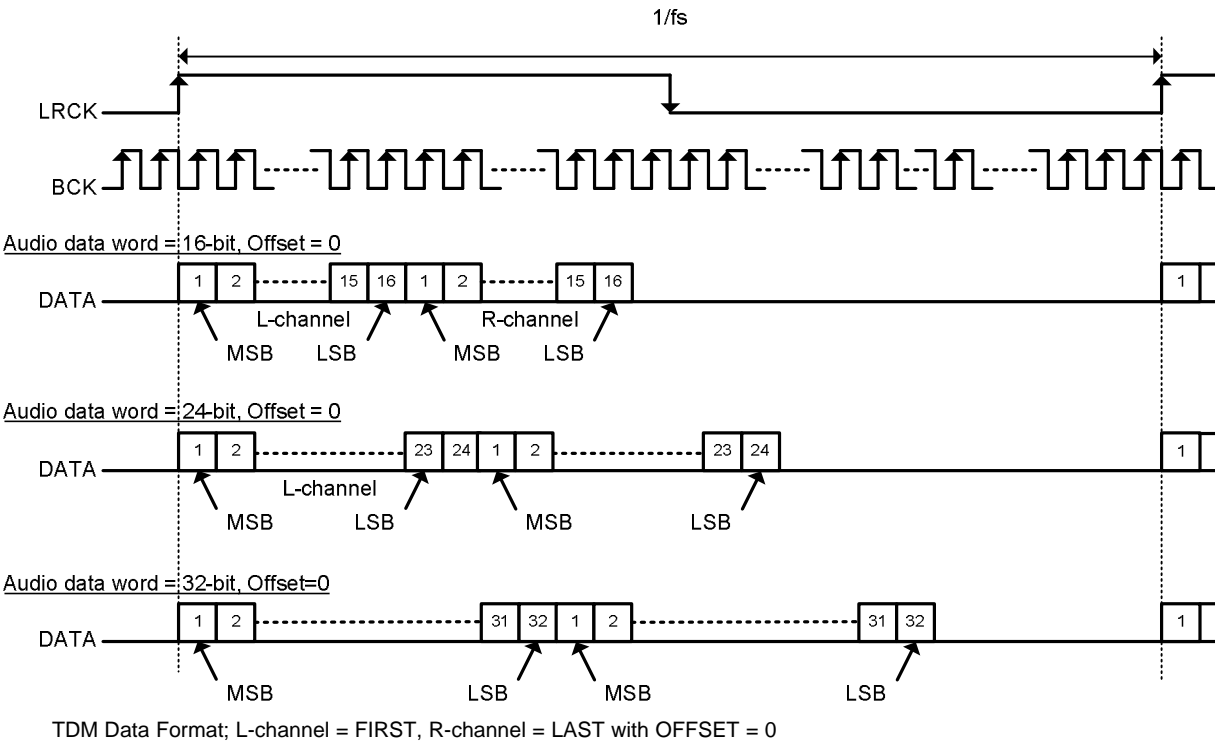 1/fs
LRCK
BCK
Audio data word = 16-bit, Offset = 0
DATA 1 2 15 16 1 2 15 16 1
L-channel R-channel
MSB LSB MSB LSB
Audio data word = 24-bit, Offset = 0
DATA 1 2 23 24 1 2 23 24 1
L-channel
MSB LSB MSB LSB
Audio data word = 32-bit, Offset=0
DATA 1 2 31 32 1 2 31 32 1
MSB LSB MSB LSB
TDM Data Format; L-channel = FIRST, R-channel = LAST with OFFSET = 0